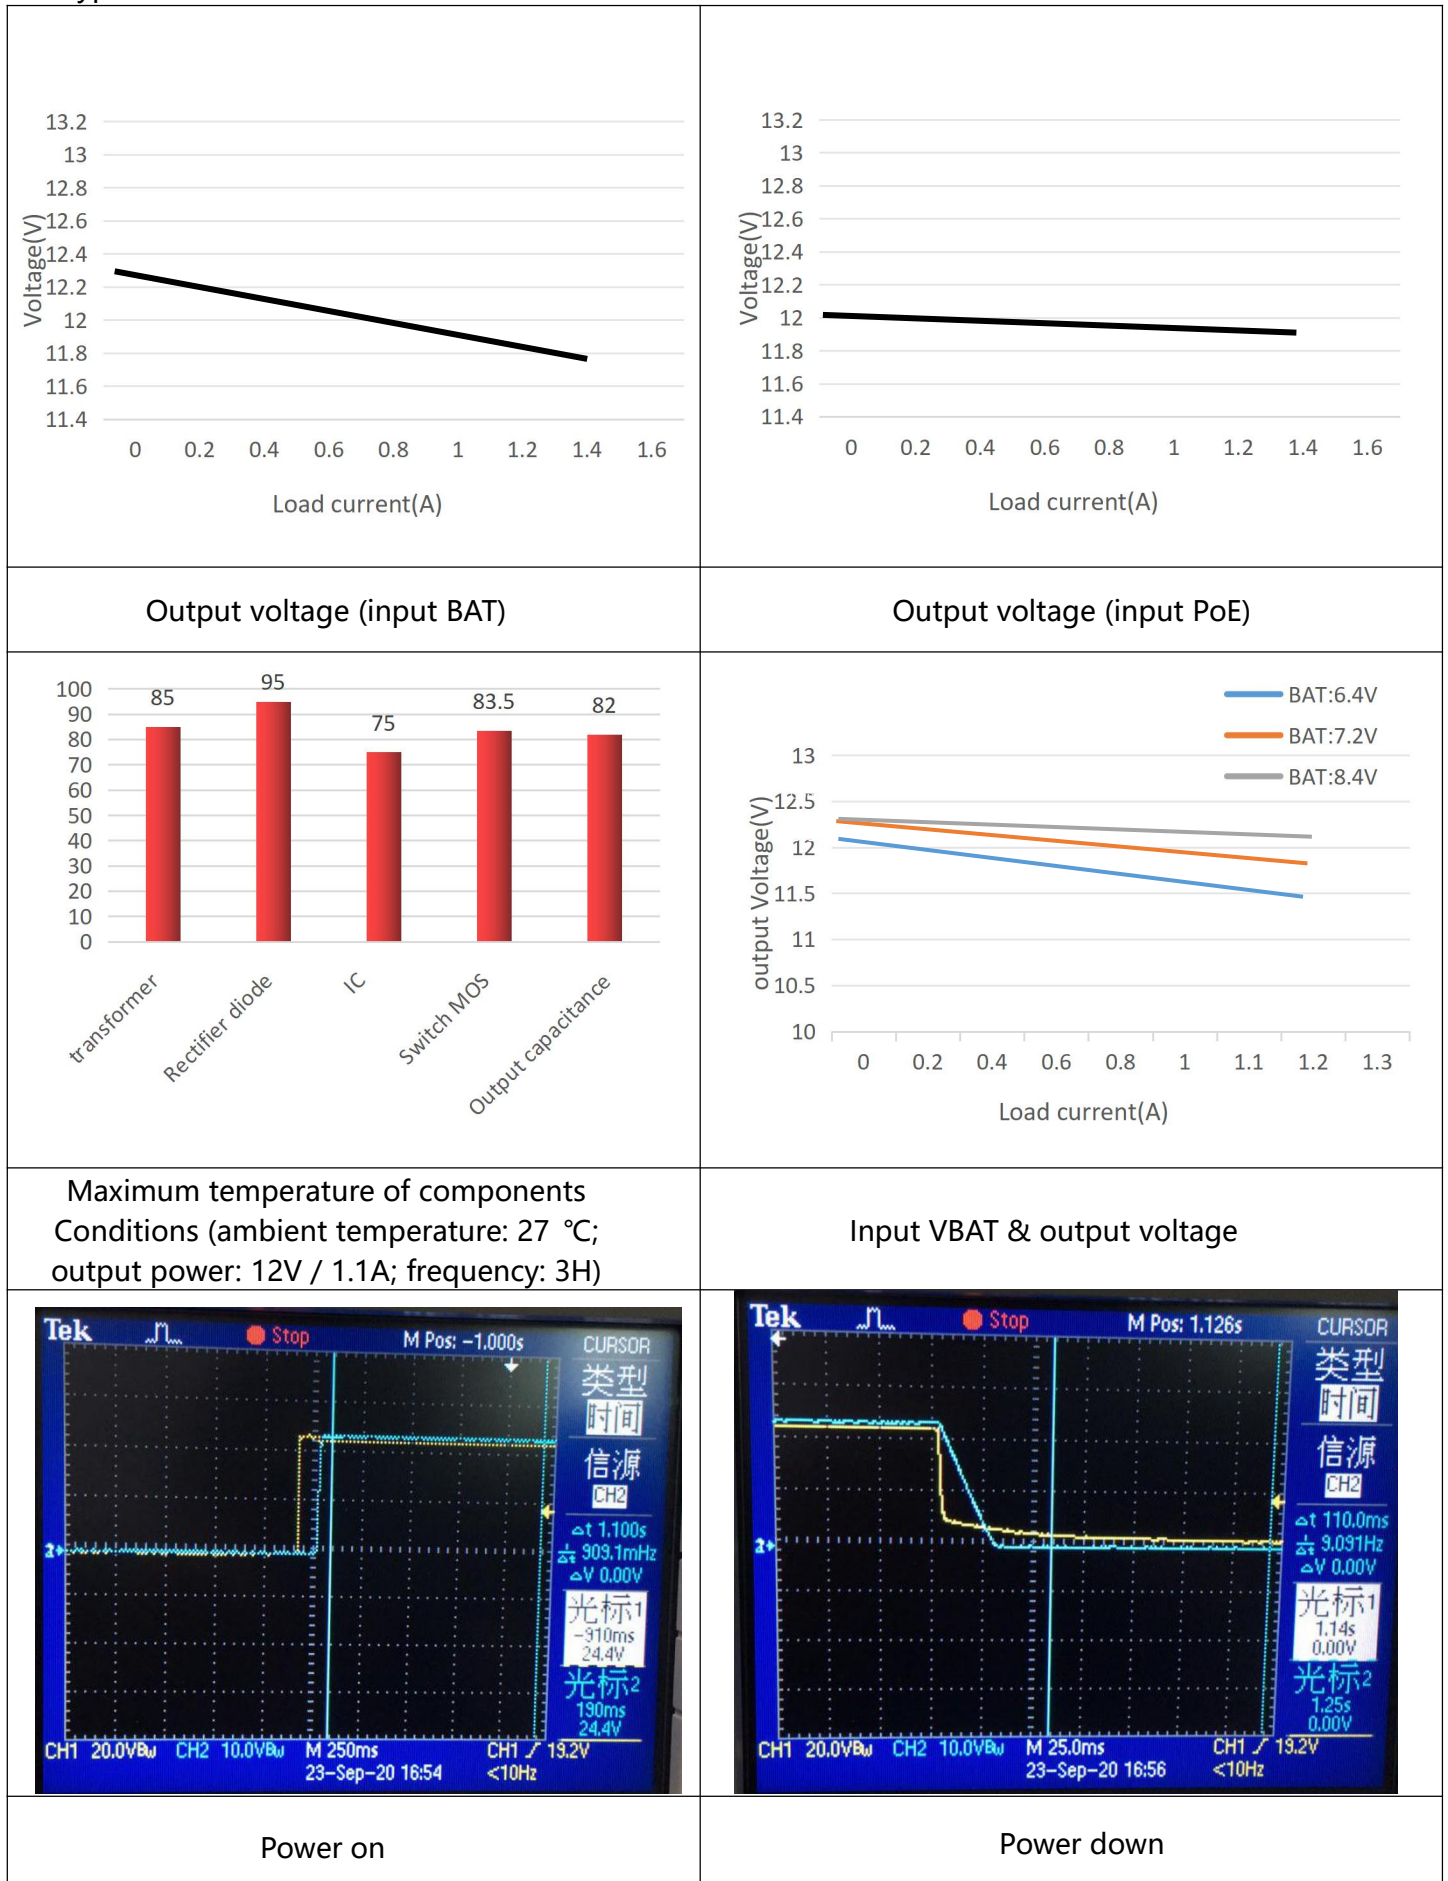 13.2
13
12.8
12.6
12.4
12.2
12
11.8
11.6
11.4
Voltage(V)
0 0.2 0.4 0.6 0.8 1 1.2 1.4 1.6
Load current(A)
13.2
13
12.8
12.6
12.4
12.2
12
11.8
11.6
11.4
Voltage(V)
0 0.2 0.4 0.6 0.8 1 1.2 1.4 1.6
Load current(A)
Output voltage (input BAT)
Output voltage (input PoE)
100
90
80
70
60
50
40
30
20
10
0
85
95
75
83.5
82
transformer
Rectifier diode
IC
Switch MOS
Output capacitance
BAT:6.4V
BAT:7.2V
BAT:8.4V
13
12.5
12
11.5
11
10.5
10
output Voltage(V)
0 0.2 0.4 0.6 0.8 1 1.1 1.2 1.3
Load current(A)
Maximum temperature of components
Conditions (ambient temperature: 27 ℃;
output power: 12V / 1.1A; frequency: 3H)
Input VBAT & output voltage
Tek Stop M Pos: -1.000s CURSOR
类型
时间
信源
CH2
△t 1.100s
909.1mHz
△V 0.00V
光标1
-910ms
24.4V
光标2
190ms
24.4V
2
CH1 20.0VBw CH2 10.0VBw M 250ms CH1 19.2V
23-Sep-20 16:54 <10Hz
Tek Stop M Pos: 1.126s CURSOR
类型
时间
信源
CH2
△t 110.0ms
9.091Hz
△V 0.00V
光标1
1.14s
0.00V
光标2
1.25s
0.00V
2
CH1 20.0VBw CH2 10.0VBw M 25.0ms CH1 19.2V
23-Sep-20 16:56 <10Hz
Power on
Power down